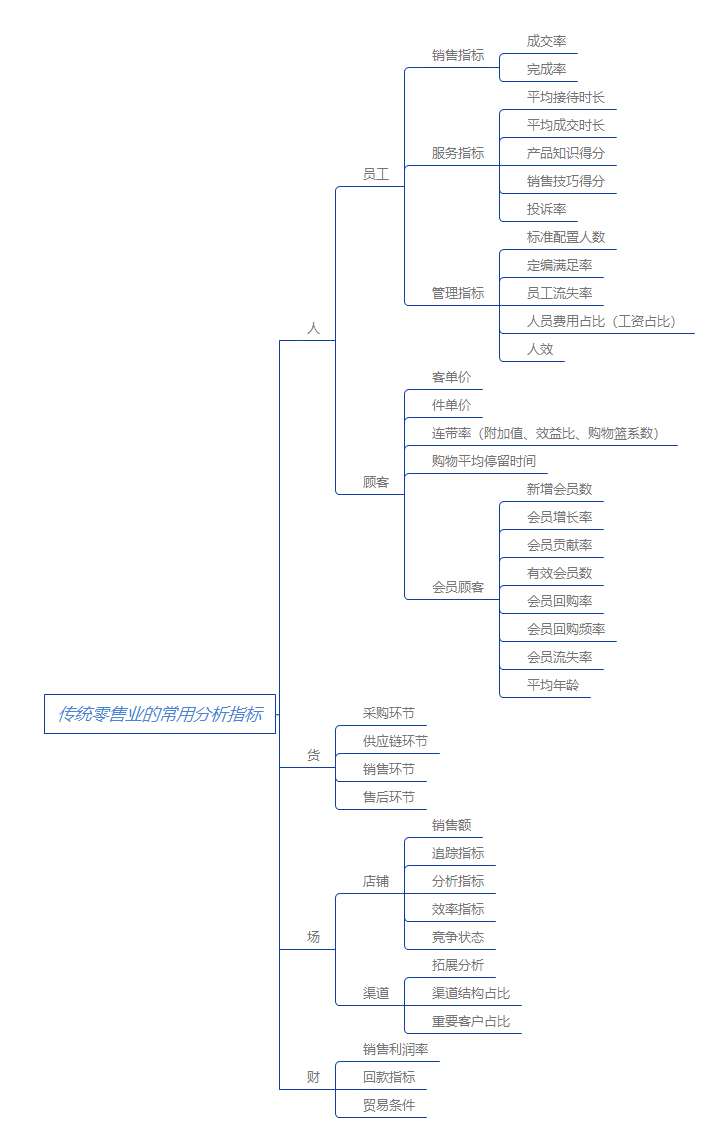 传统零售业的常用分析指标
人
员工
销售指标
成交率
完成率
服务指标
平均接待时长
平均成交时长
产品知识得分
销售技巧得分
投诉率
管理指标
标准配置人数
定编满足率
员工流失率
人员费用占比（工资占比）
人效
顾客
客单价
件单价
连带率（附加值、效益比、购物篮系数）
购物平均停留时间
会员顾客
新增会员数
会员增长率
会员贡献率
有效会员数
会员回购率
会员回购频率
会员流失率
平均年龄
货
采购环节
供应链环节
销售环节
售后环节
场
店铺
销售额
追踪指标
分析指标
效率指标
竞争状态
渠道
拓展分析
渠道结构占比
重要客户占比
财
销售利润率
回款指标
贸易条件